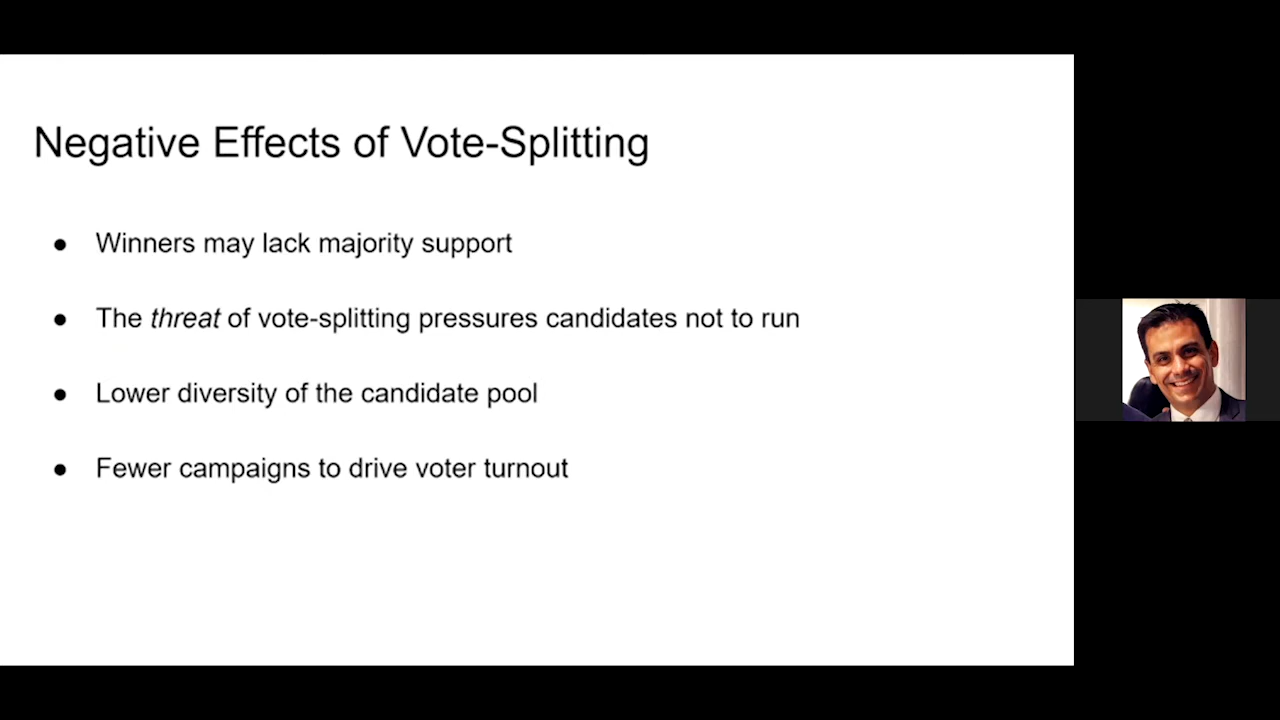 Negative Effects of Vote-Splitting
● Winners may lack majority support
● The threat of vote-splitting pressures candidates not to run
● Lower diversity of the candidate pool
● Fewer campaigns to drive voter turnout